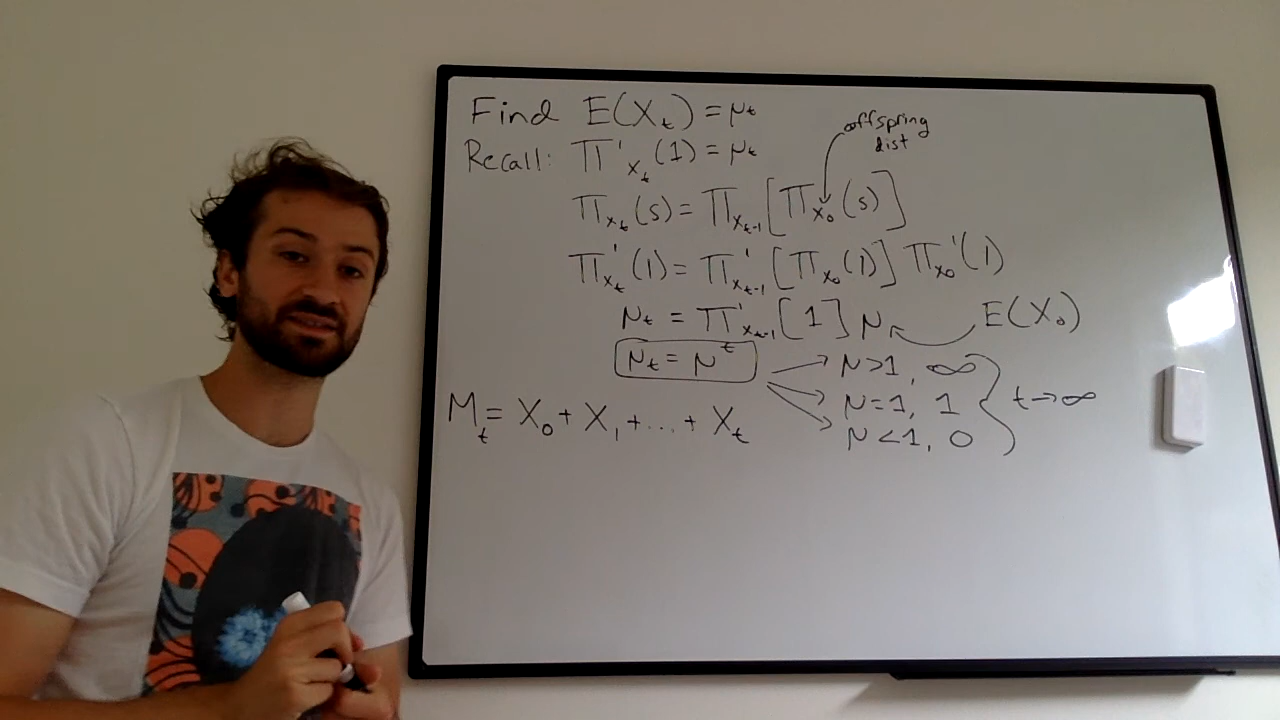 Find E(X_t) = μ_t
offspring dist
Recall: Π'_{X_t}(1) = μ_t
Π_{X_t}(s) = Π_{X_{t-1}}[Π_{X_0}(s)]
Π'_{X_t}(1) = Π'_{X_{t-1}}[Π_{X_0}(1)] Π'_{X_0}(1)
μ_t = Π'_{X_{t-1}}[1] μ ← E(X_0)
μ_t = μ^t → μ>1, ∞
→ μ=1, 1 } t→∞
→ μ<1, 0
M_t = X_0 + X_1 + ... + X_t